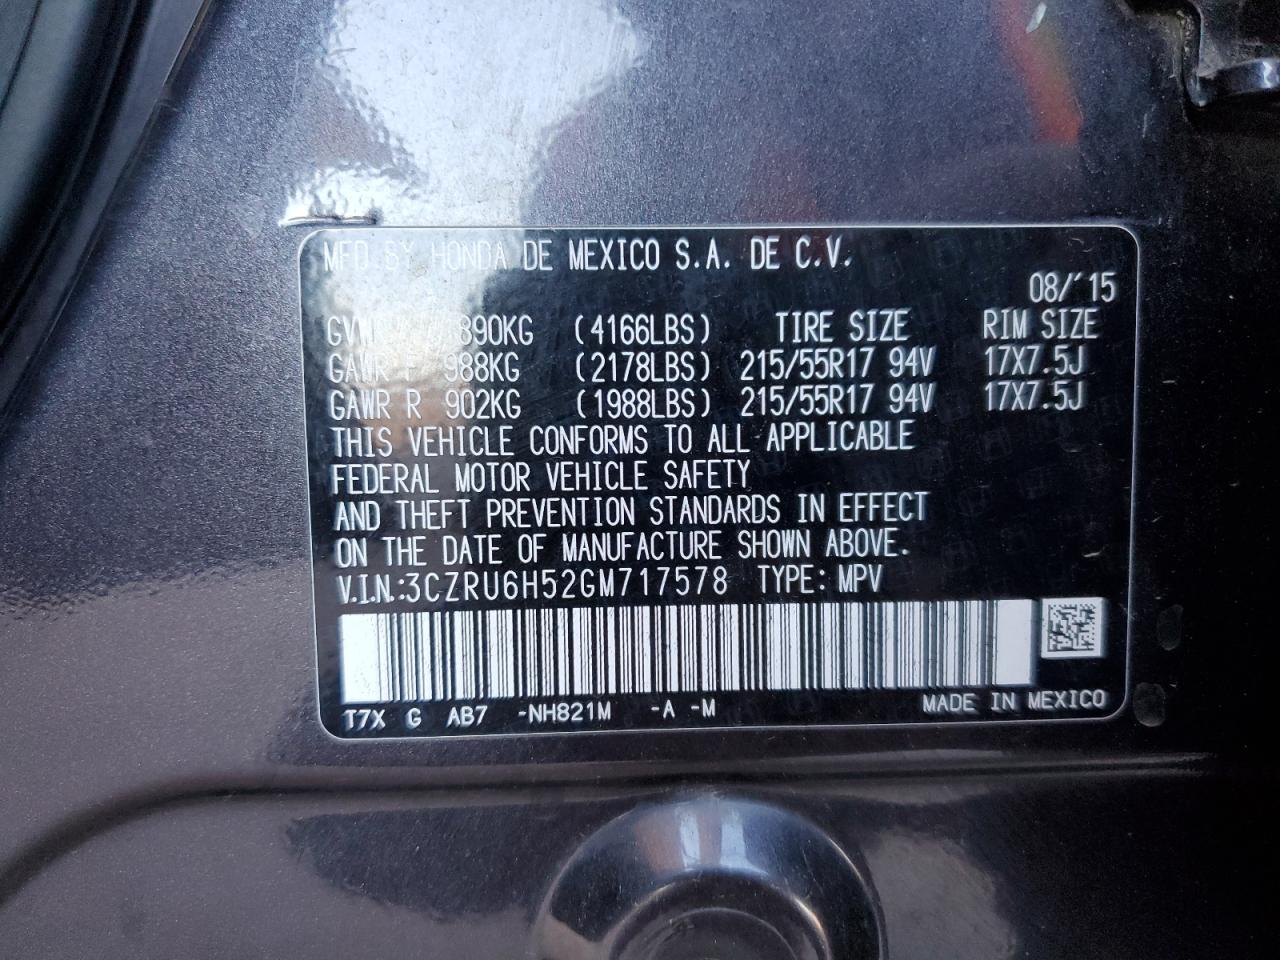 MFD. BY HONDA DE MEXICO S.A. DE C.V.
08/'15
890KG (4166LBS) TIRE SIZE RIM SIZE
GAWR F 988KG (2178LBS) 215/55R17 94V 17X7.5J
GAWR R 902KG (1988LBS) 215/55R17 94V 17X7.5J
THIS VEHICLE CONFORMS TO ALL APPLICABLE
FEDERAL MOTOR VEHICLE SAFETY
AND THEFT PREVENTION STANDARDS IN EFFECT
ON THE DATE OF MANUFACTURE SHOWN ABOVE.
V.I.N.:3CZRU6H52GM717578 TYPE: MPV
T7X G AB7 -NH821M -A -M MADE IN MEXICO